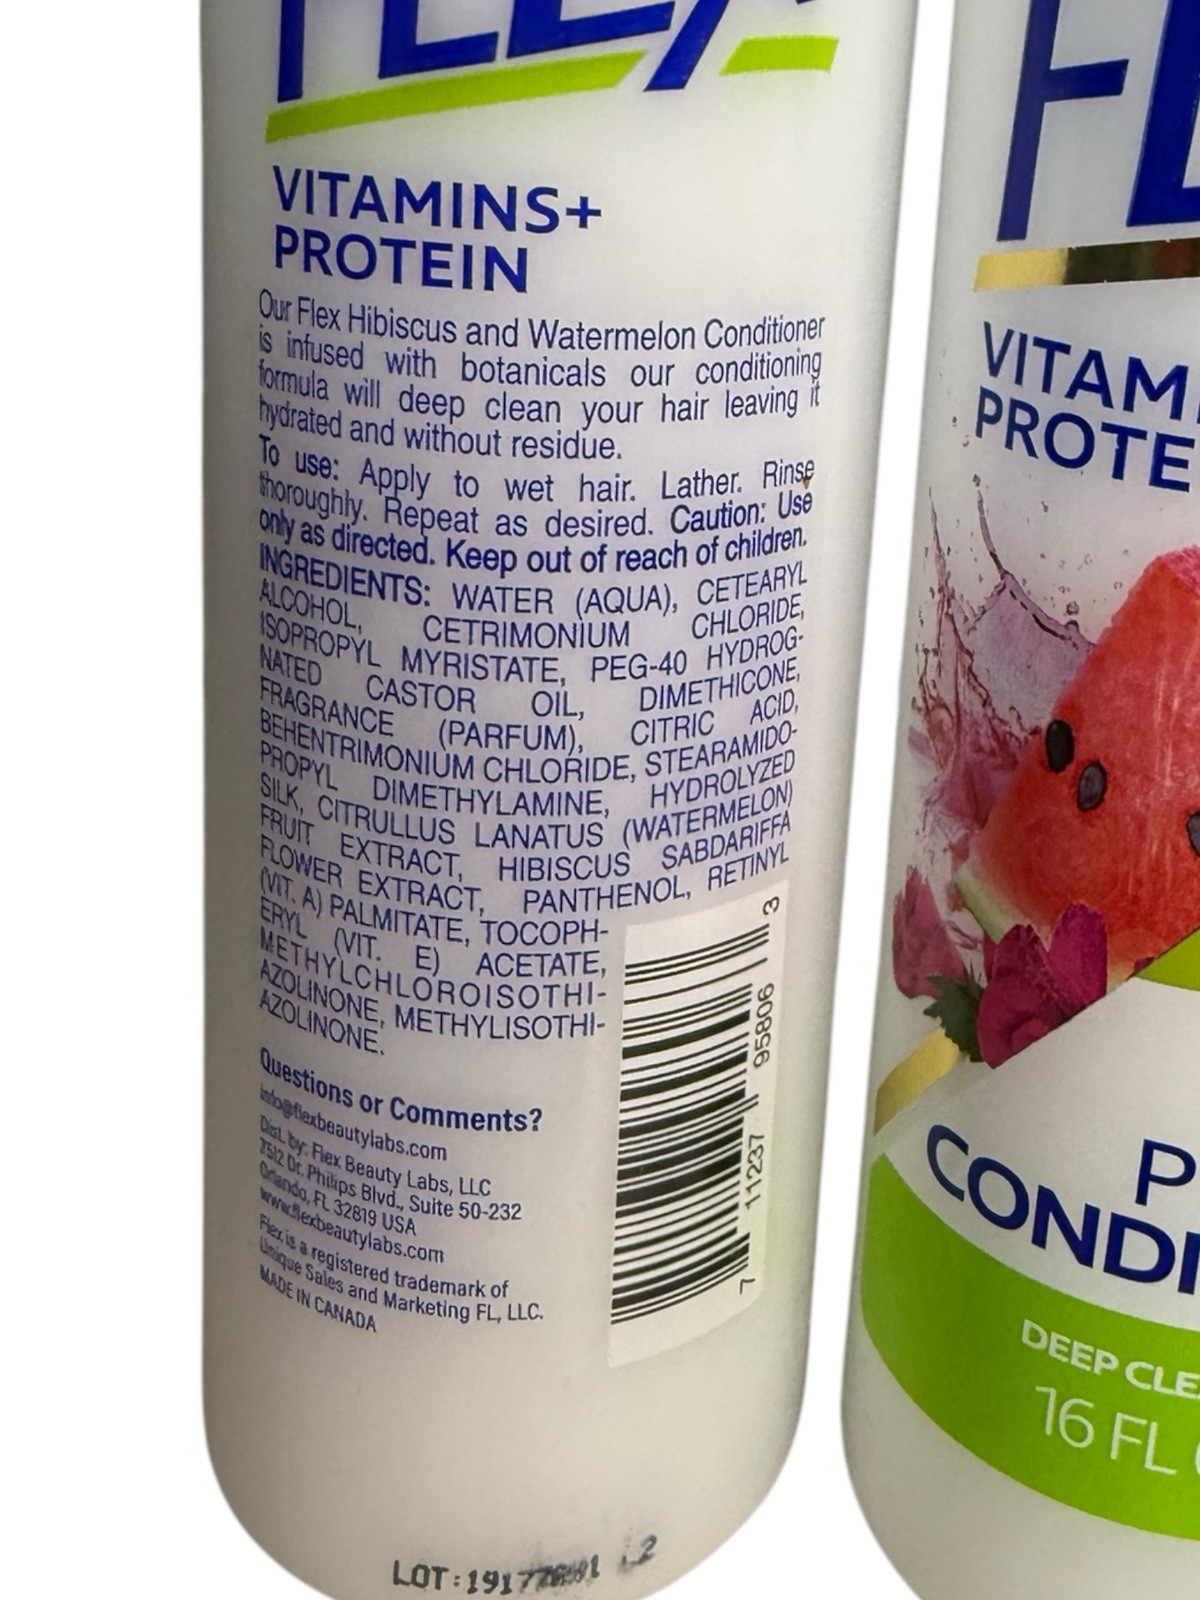 FLEX
VITAMINS+
PROTEIN
Our Flex Hibiscus and Watermelon Conditioner
is infused with botanicals our conditioning
formula will deep clean your hair leaving it
hydrated and without residue.
To use: Apply to wet hair. Lather. Rinse
thoroughly. Repeat as desired. Caution: Use
only as directed. Keep out of reach of children.
INGREDIENTS: WATER (AQUA), CETEARYL
ALCOHOL, CETRIMONIUM CHLORIDE,
ISOPROPYL MYRISTATE, PEG-40 HYDROG-
NATED CASTOR OIL, DIMETHICONE,
FRAGRANCE (PARFUM), CITRIC ACID,
BEHENTRIMONIUM CHLORIDE, STEARAMIDO-
PROPYL DIMETHYLAMINE, HYDROLYZED
SILK, CITRULLUS LANATUS (WATERMELON)
FRUIT EXTRACT, HIBISCUS SABDARIFFA
FLOWER EXTRACT, PANTHENOL, RETINYL
(VIT. A) PALMITATE, TOCOPH-
ERYL (VIT. E) ACETATE,
METHYLCHLOROISOTHI-
AZOLINONE, METHYLISOTHI-
AZOLINONE.
Questions or Comments?
info@flexbeautylabs.com
Dist. by: Flex Beauty Labs, LLC
7512 Dr. Philips Blvd., Suite 50-232
Orlando, FL 32819 USA
www.flexbeautylabs.com
Flex is a registered trademark of
Unique Sales and Marketing FL, LLC.
MADE IN CANADA
7 11237 95806 3
LOT:
VITAM
PROTE
P
CONDI
DEEP CLEA
16 FL